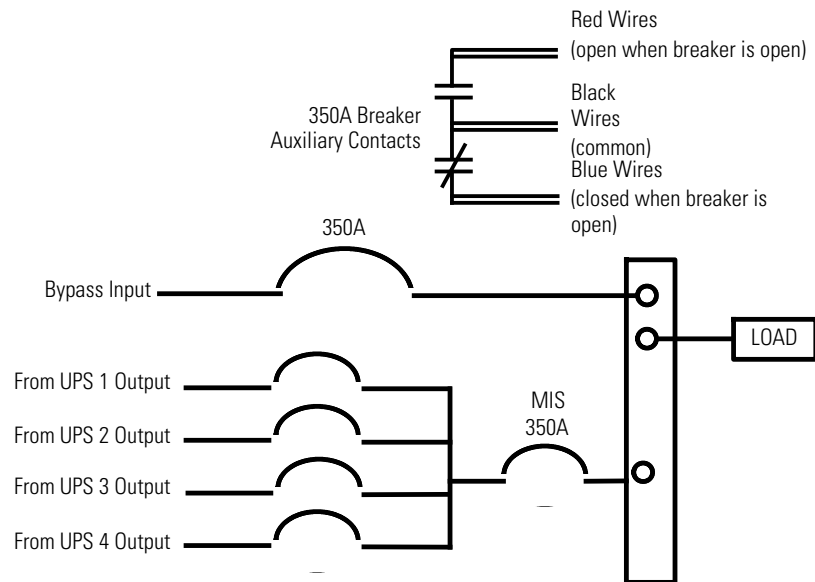 Red Wires
(open when breaker is open)
350A Breaker
Auxiliary Contacts
Black
Wires
(common)
Blue Wires
(closed when breaker is
open)
350A
Bypass Input
LOAD
From UPS 1 Output
MIS
350A
From UPS 2 Output
From UPS 3 Output
From UPS 4 Output